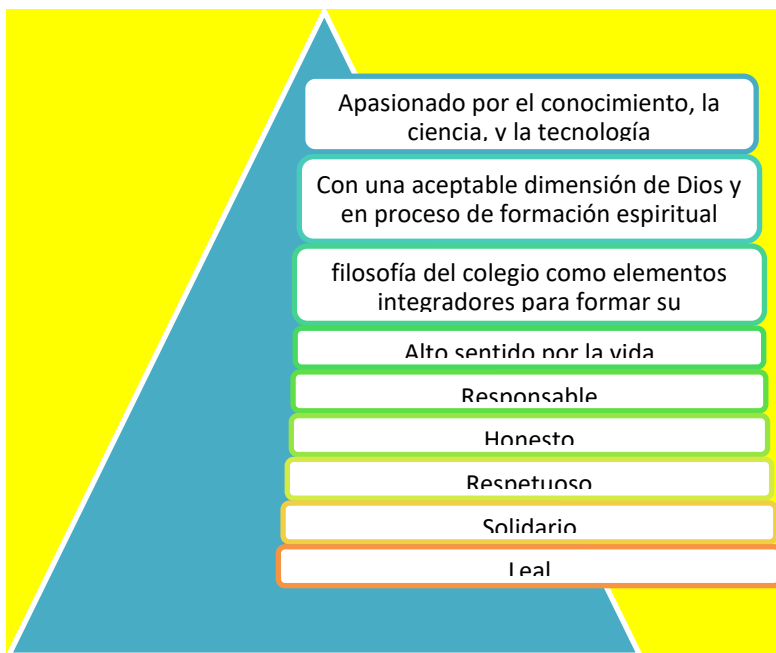 Apasionado por el conocimiento, la
ciencia, y la tecnología
Con una aceptable dimensión de Dios y
en proceso de formación espiritual
filosofía del colegio como elementos
integradores para formar su
Alto sentido por la vida
Responsable
Honesto
Respetuoso
Solidario
Leal